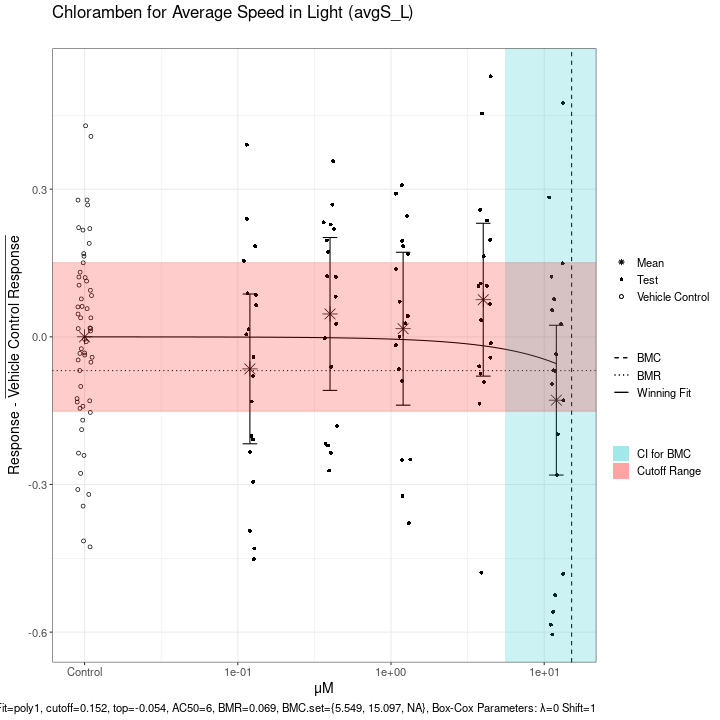 Chloramben for Average Speed in Light (avgS_L)
Response - Vehicle Control Response
0.3
0.0
-0.3
-0.6
Control
1e-01
1e+00
1e+01
μM
Mean
Test
Vehicle Control
BMC
BMR
Winning Fit
CI for BMC
Cutoff Range
Fit=poly1, cutoff=0.152, top=-0.054, AC50=6, BMR=0.069, BMC.set={5.549, 15.097, NA}, Box-Cox Parameters: λ=0 Shift=1